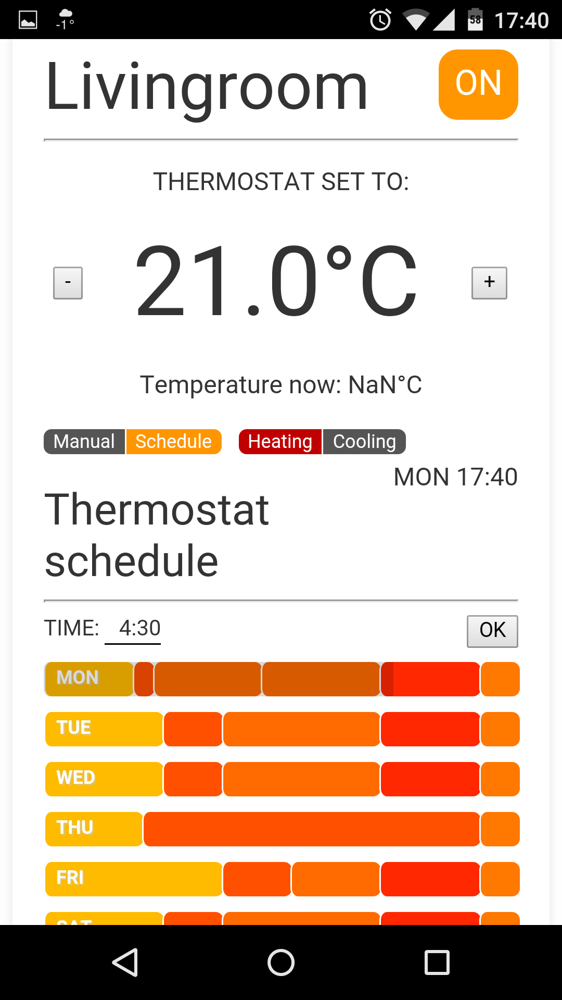 -1° 58 17:40
Livingroom ON
THERMOSTAT SET TO:
- 21.0°C +
Temperature now: NaN°C
Manual Schedule Heating Cooling
MON 17:40
Thermostat
schedule
TIME: 4:30 OK
MON
TUE
WED
THU
FRI
SAT